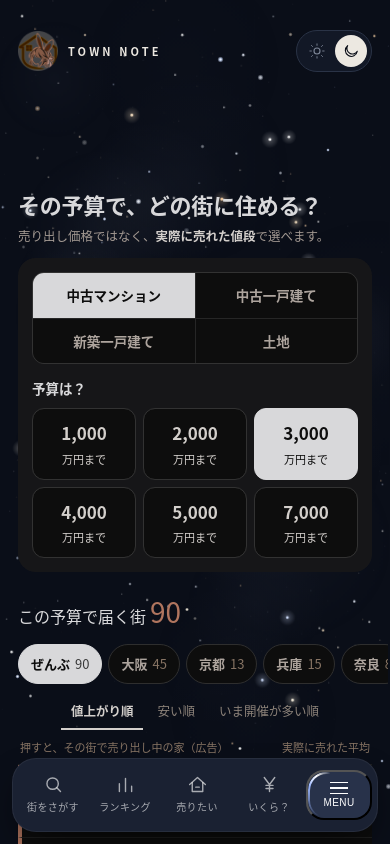 TOWN NOTE
その予算で、どの街に住める？
売り出し価格ではなく、実際に売れた値段で選べます。
中古マンション 中古一戸建て
新築一戸建て 土地
予算は？
1,000 2,000 3,000
万円まで 万円まで 万円まで
4,000 5,000 7,000
万円まで 万円まで 万円まで
この予算で届く街 90
ぜんぶ 90 大阪 45 京都 13 兵庫 15 奈良
値上がり順 安い順 いま開催が多い順
押すと、その街で売り出し中の家（広告） 実際に売れた平均
街をさがす ランキング 売りたい いくら？ MENU